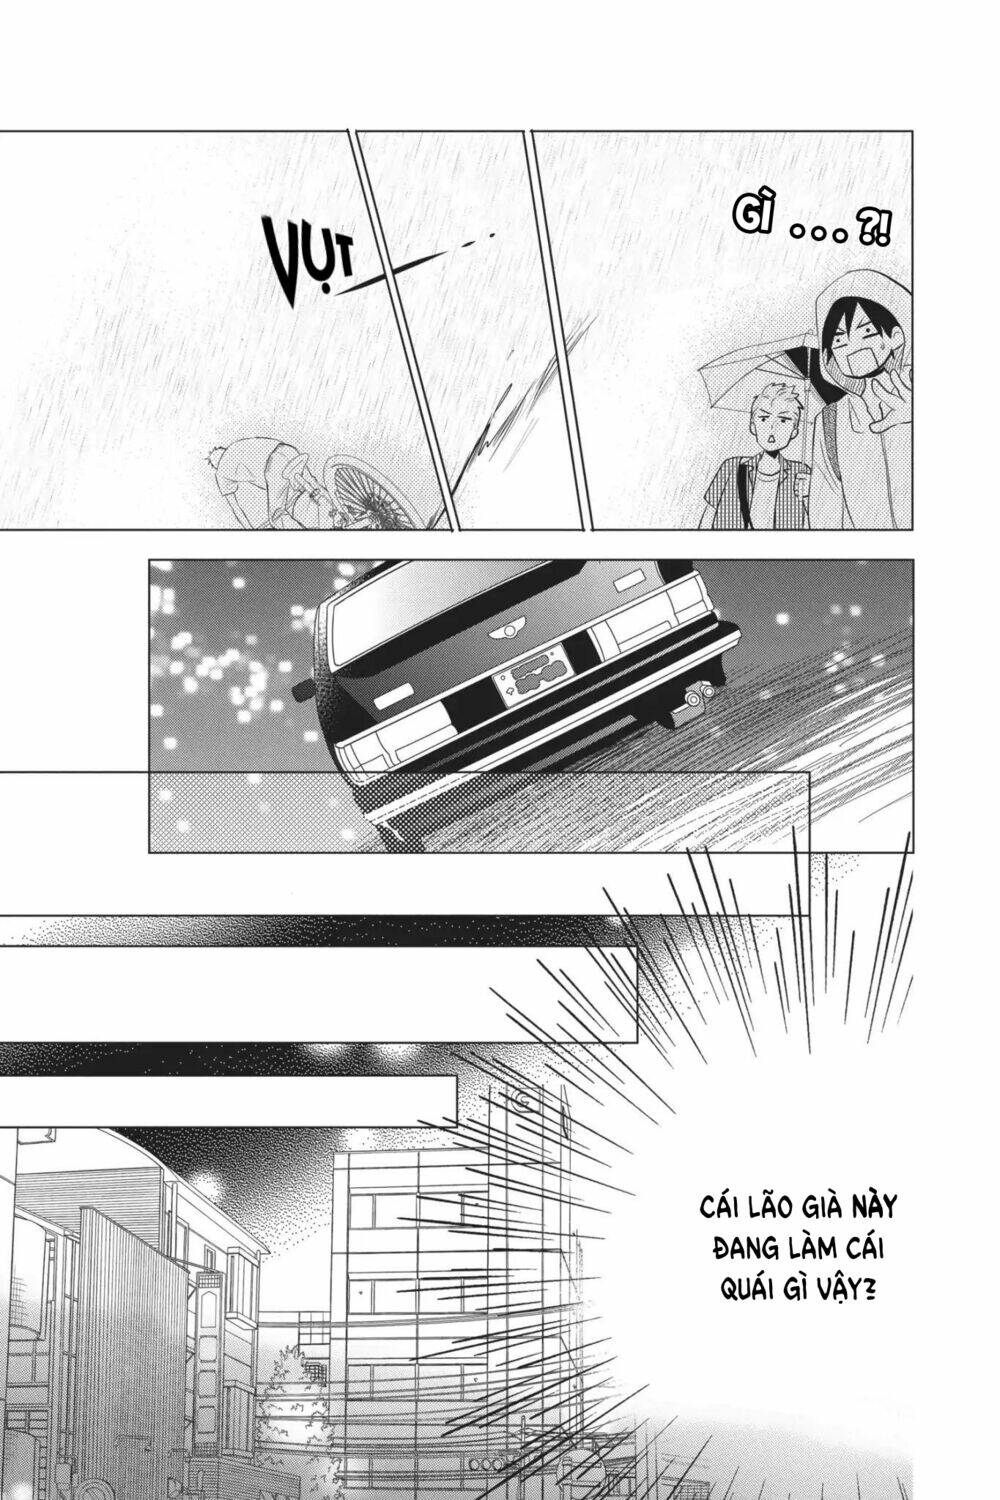 GÌ ...?!
VỤT
CÁI LÃO GIÀ NÀY
ĐANG LÀM CÁI
QUÁI GÌ VẬY?
G